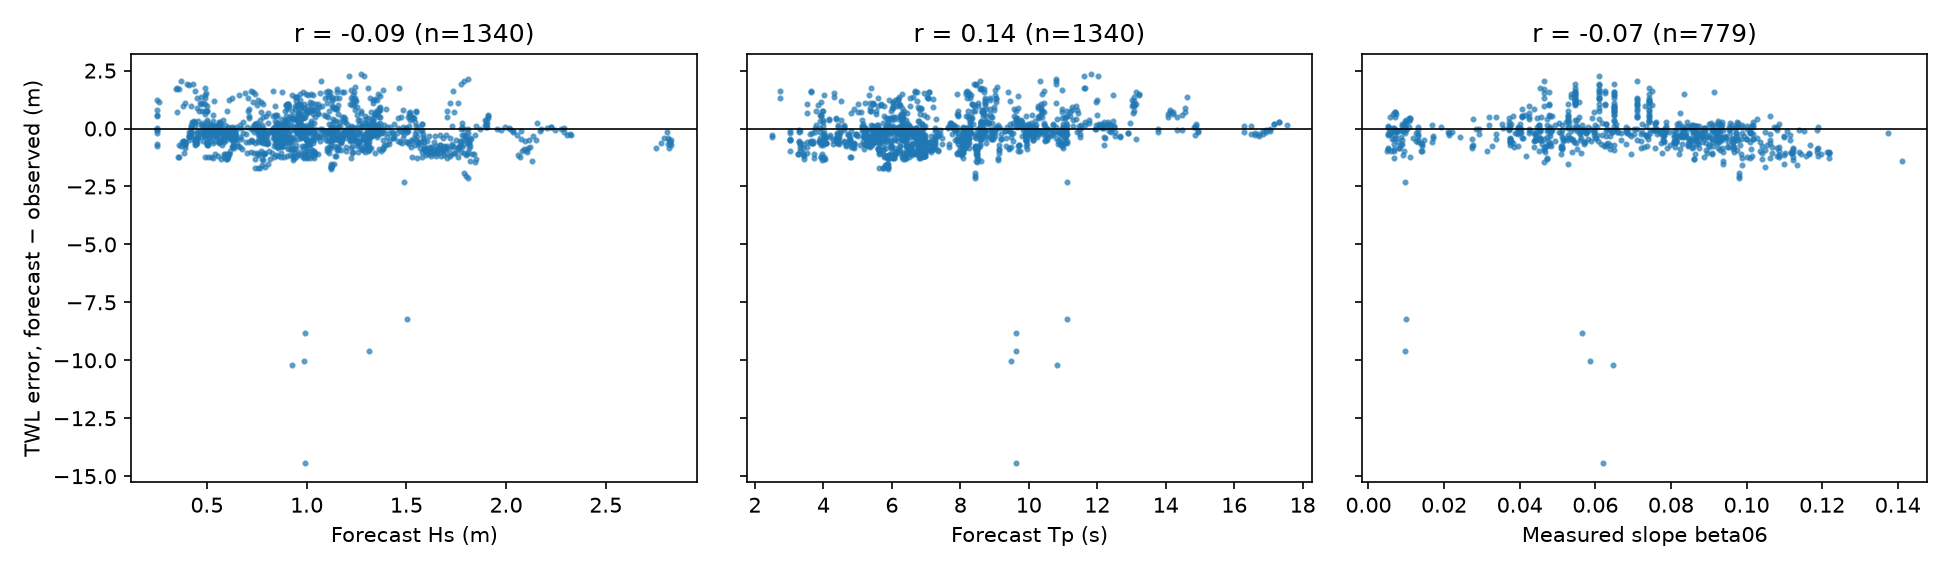 r = -0.09 (n=1340)
r = 0.14 (n=1340)
r = -0.07 (n=779)
TWL error, forecast − observed (m)
2.5
0.0
−2.5
−5.0
−7.5
−10.0
−12.5
−15.0
0.5 1.0 1.5 2.0 2.5
Forecast Hs (m)
2 4 6 8 10 12 14 16 18
Forecast Tp (s)
0.00 0.02 0.04 0.06 0.08 0.10 0.12 0.14
Measured slope beta06